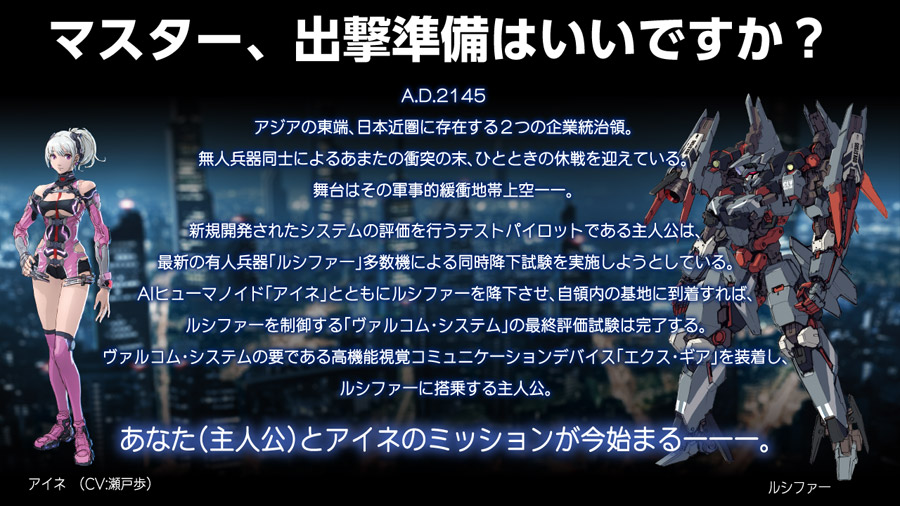 マスター、出撃準備はいいですか？
A.D.2145
アジアの東端、日本近圏に存在する２つの企業統治領。
無人兵器同士によるあまたの衝突の末、ひとときの休戦を迎えている。
舞台はその軍事的緩衝地帯上空ーー。
新規開発されたシステムの評価を行うテストパイロットである主人公は、
最新の有人兵器「ルシファー」多数機による同時降下試験を実施しようとしている。
AIヒューマノイド「アイネ」とともにルシファーを降下させ、自領内の基地に到着すれば、
ルシファーを制御する「ヴァルコム・システム」の最終評価試験は完了する。
ヴァルコム・システムの要である高機能視覚コミュニケーションデバイス「エクス・ギア」を装着し、
ルシファーに搭乗する主人公。
あなた（主人公）とアイネのミッションが今始まるーーー。
アイネ　（CV:瀬戸歩）
ルシファー